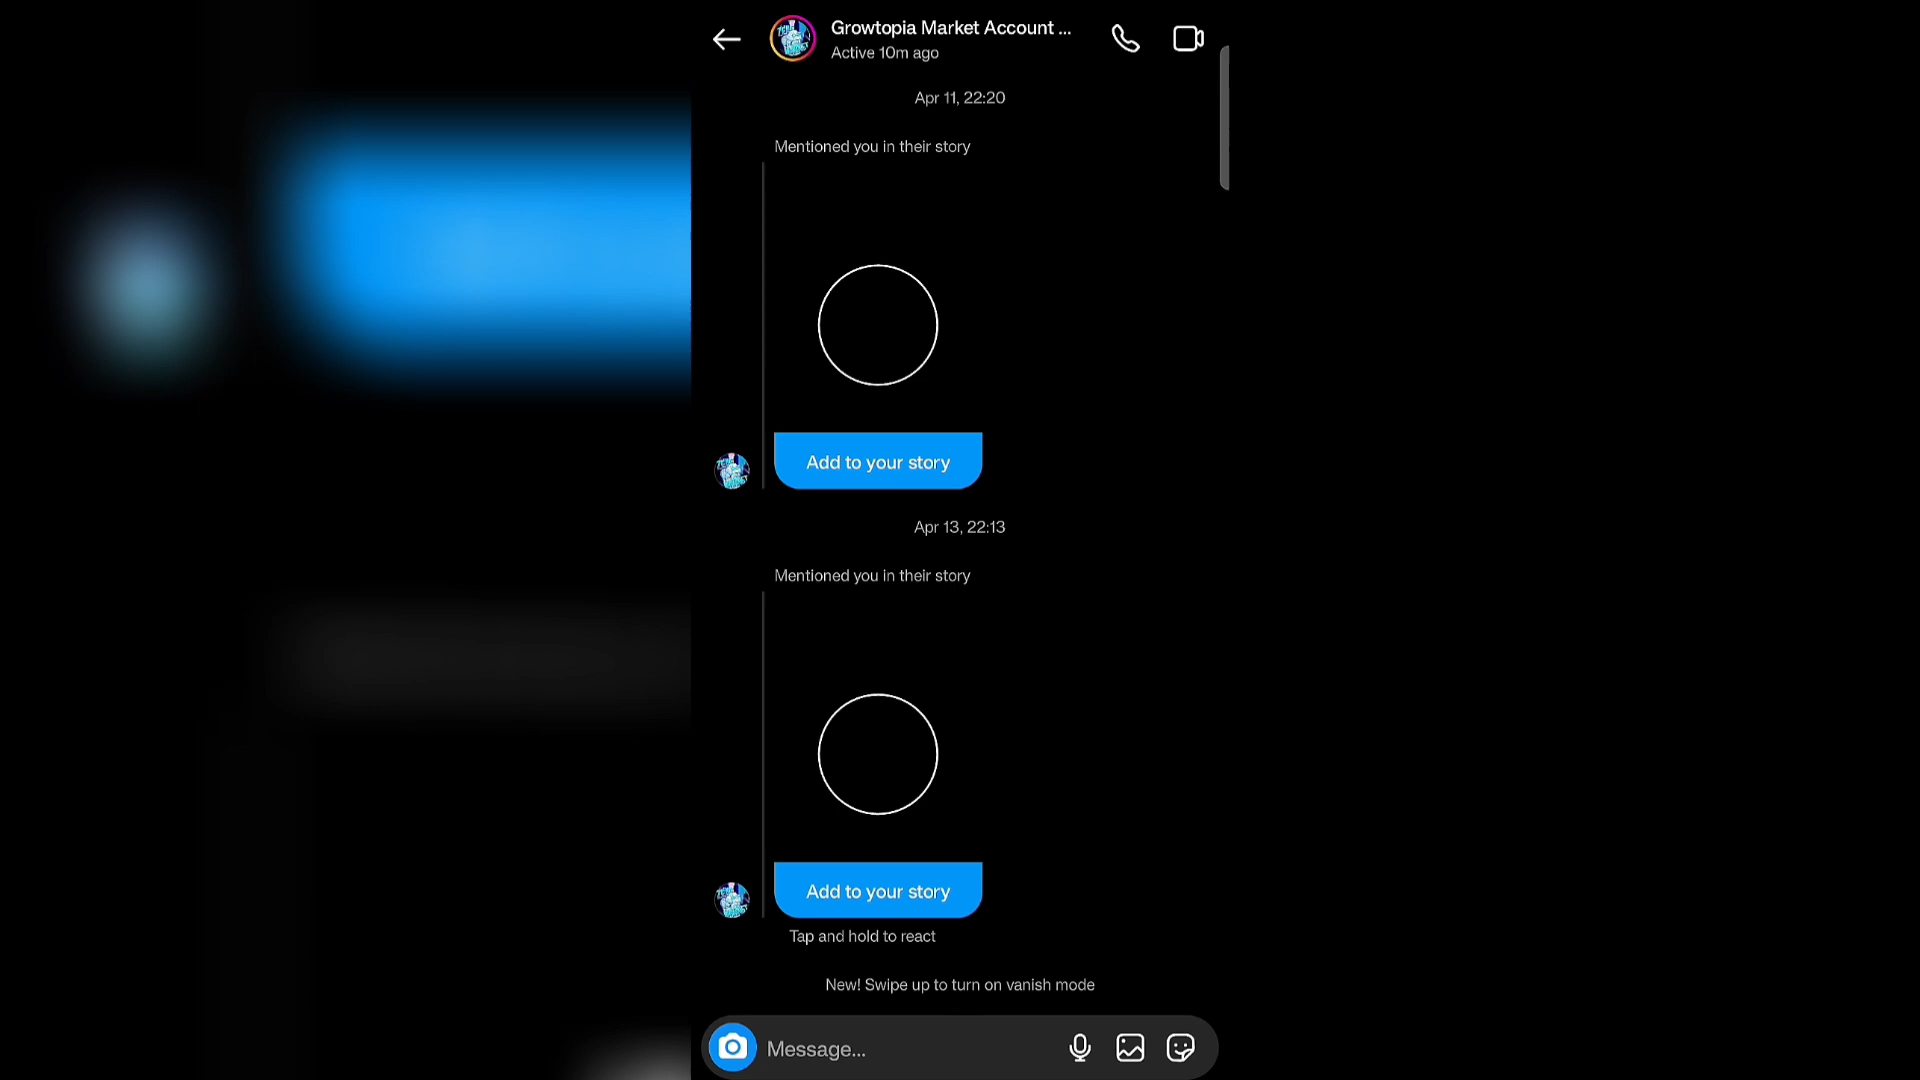 Growtopia Market Account ...
Active 10m ago
Apr 11, 22:20
Mentioned you in their story
Add to your story
Apr 13, 22:13
Mentioned you in their story
Add to your story
Tap and hold to react
New! Swipe up to turn on vanish mode
Message...